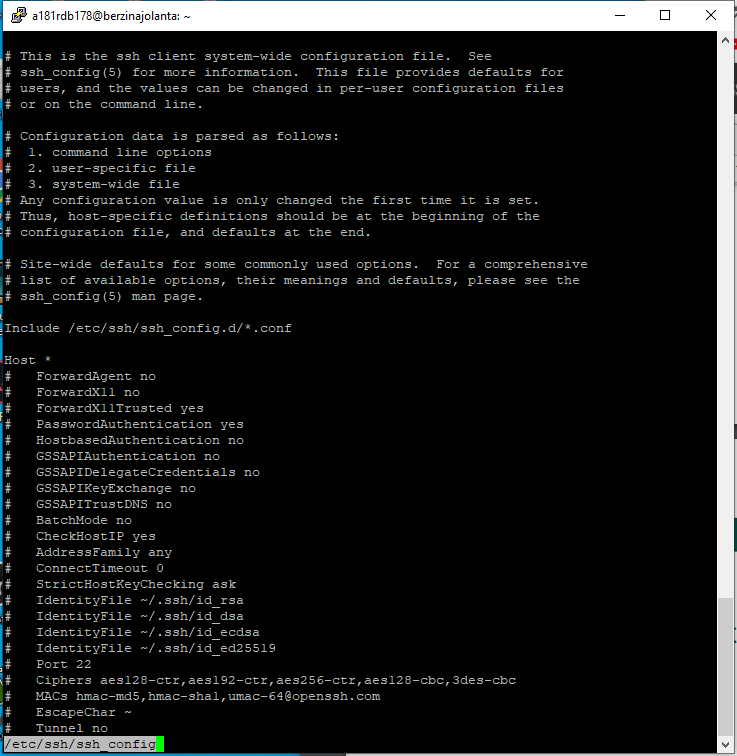 a181rdb178@berzinajolanta: ~
# This is the ssh client system-wide configuration file.  See
# ssh_config(5) for more information.  This file provides defaults for
# users, and the values can be changed in per-user configuration files
# or on the command line.
# Configuration data is parsed as follows:
#  1. command line options
#  2. user-specific file
#  3. system-wide file
# Any configuration value is only changed the first time it is set.
# Thus, host-specific definitions should be at the beginning of the
# configuration file, and defaults at the end.
# Site-wide defaults for some commonly used options.  For a comprehensive
# list of available options, their meanings and defaults, please see the
# ssh_config(5) man page.
Include /etc/ssh/ssh_config.d/*.conf
Host *
#   ForwardAgent no
#   ForwardX11 no
#   ForwardX11Trusted yes
#   PasswordAuthentication yes
#   HostbasedAuthentication no
#   GSSAPIAuthentication no
#   GSSAPIDelegateCredentials no
#   GSSAPIKeyExchange no
#   GSSAPITrustDNS no
#   BatchMode no
#   CheckHostIP yes
#   AddressFamily any
#   ConnectTimeout 0
#   StrictHostKeyChecking ask
#   IdentityFile ~/.ssh/id_rsa
#   IdentityFile ~/.ssh/id_dsa
#   IdentityFile ~/.ssh/id_ecdsa
#   IdentityFile ~/.ssh/id_ed25519
#   Port 22
#   Ciphers aes128-ctr,aes192-ctr,aes256-ctr,aes128-cbc,3des-cbc
#   MACs hmac-md5,hmac-sha1,umac-64@openssh.com
#   EscapeChar ~
#   Tunnel no
/etc/ssh/ssh_config